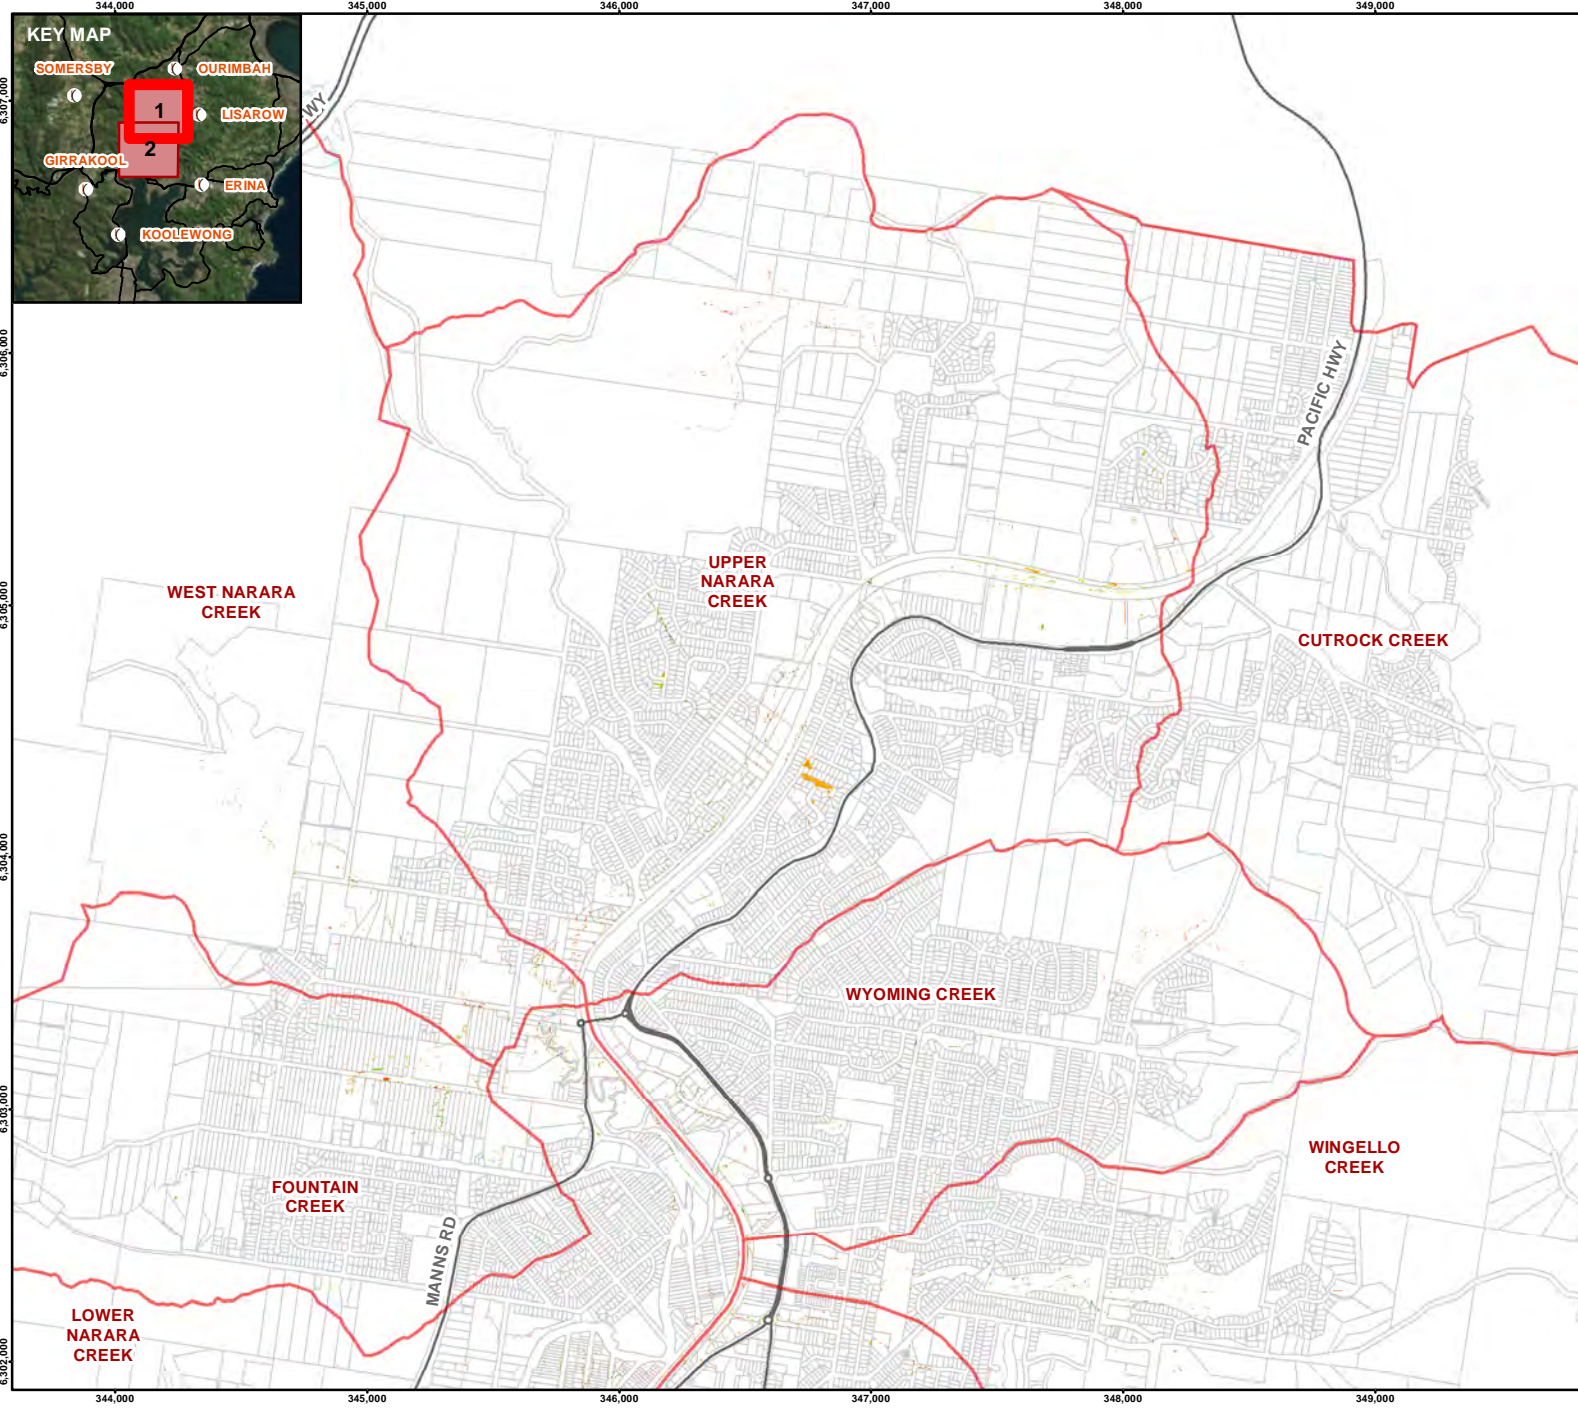 344,000
345,000
346,000
347,000
348,000
349,000
KEY MAP
SOMERSBY
OURIMBAH
1
LISAROW
2
GIRRAKOOL
ERINA
KOOLEWONG
WY
6,307,000
6,306,000
6,305,000
6,304,000
6,303,000
6,302,000
PACIFIC HWY
UPPER
NARARA
CREEK
WEST NARARA
CREEK
CUTROCK CREEK
WYOMING CREEK
WINGELLO
CREEK
FOUNTAIN
CREEK
MANNS RD
LOWER
NARARA
CREEK
344,000
345,000
346,000
347,000
348,000
349,000